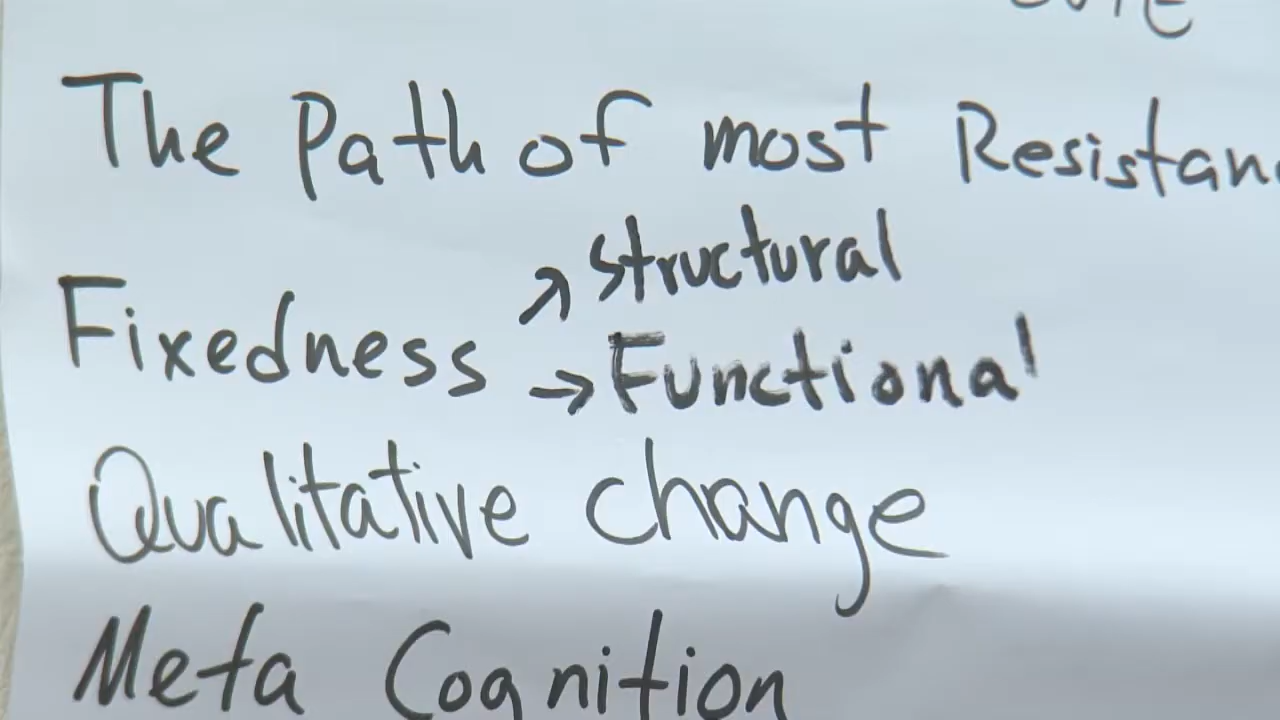 The Path of most Resistan
↗ Structural
Fixedness → Functional
Qualitative change
Meta Cognition